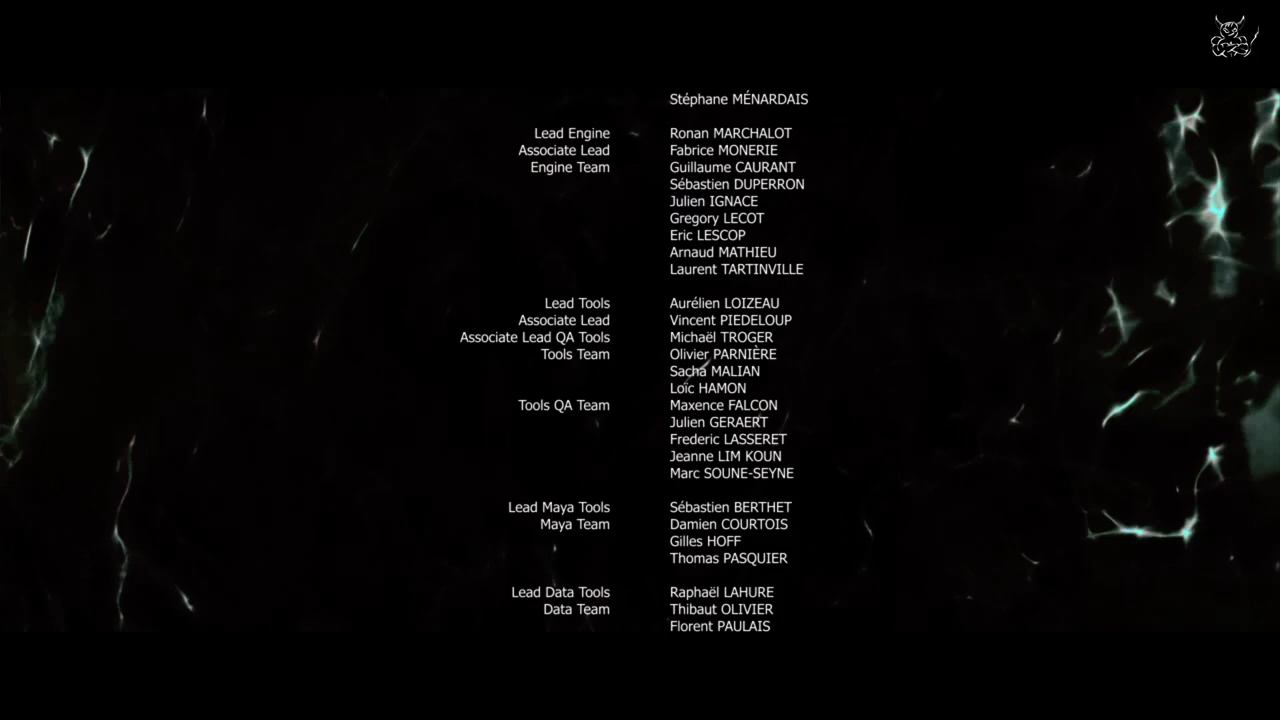 Stéphane MÉNARDAIS
Lead Engine Ronan MARCHALOT
Associate Lead Fabrice MONERIE
Engine Team Guillaume CAURANT
Sébastien DUPERRON
Julien IGNACE
Gregory LECOT
Eric LESCOP
Arnaud MATHIEU
Laurent TARTINVILLE
Lead Tools Aurélien LOIZEAU
Associate Lead Vincent PIEDELOUP
Associate Lead QA Tools Michaël TROGER
Tools Team Olivier PARNIÈRE
Sacha MALIAN
Loïc HAMON
Tools QA Team Maxence FALCON
Julien GERAERT
Frederic LASSERET
Jeanne LIM KOUN
Marc SOUNE-SEYNE
Lead Maya Tools Sébastien BERTHET
Maya Team Damien COURTOIS
Gilles HOFF
Thomas PASQUIER
Lead Data Tools Raphaël LAHURE
Data Team Thibaut OLIVIER
Florent PAULAIS